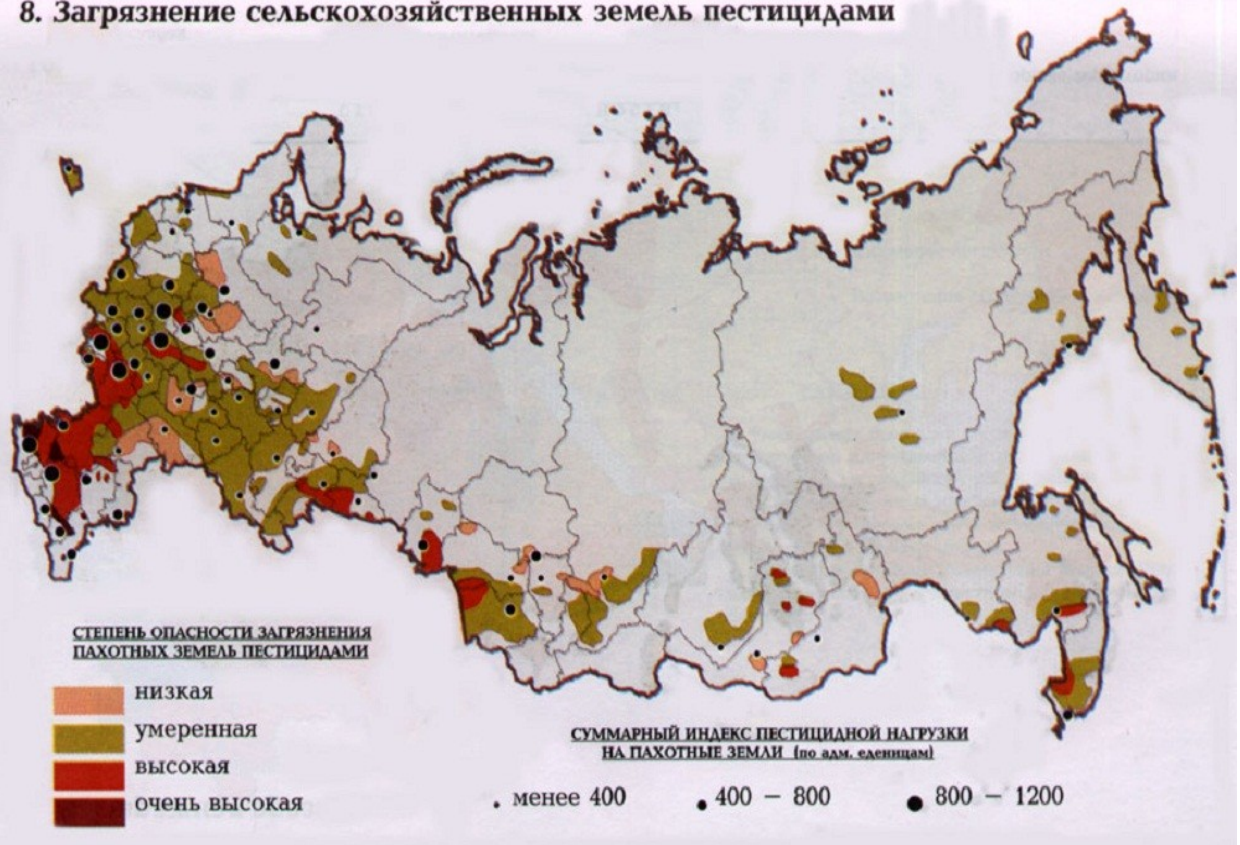 8. Загрязнение сельскохозяйственных земель пестицидами
СТЕПЕНЬ ОПАСНОСТИ ЗАГРЯЗНЕНИЯ
ПАХОТНЫХ ЗЕМЕЛЬ ПЕСТИЦИДАМИ
низкая
умеренная
высокая
очень высокая
СУММАРНЫЙ ИНДЕКС ПЕСТИЦИДНОЙ НАГРУЗКИ
НА ПАХОТНЫЕ ЗЕМЛИ (по адм. еденицам)
менее 400
400 – 800
800 – 1200